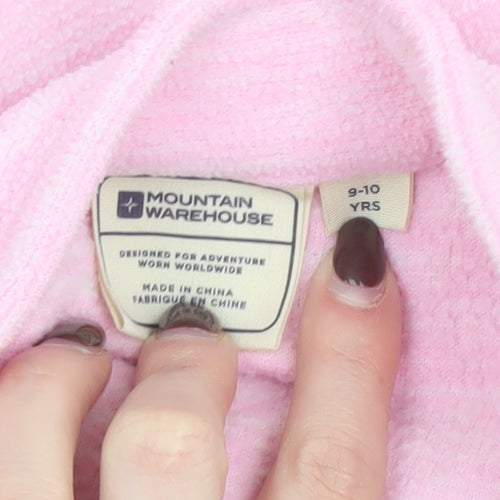 MOUNTAIN
WAREHOUSE
DESIGNED FOR ADVENTURE
WORN WORLDWIDE
MADE IN CHINA
FABRIQUÉ EN CHINE
9-10
YRS